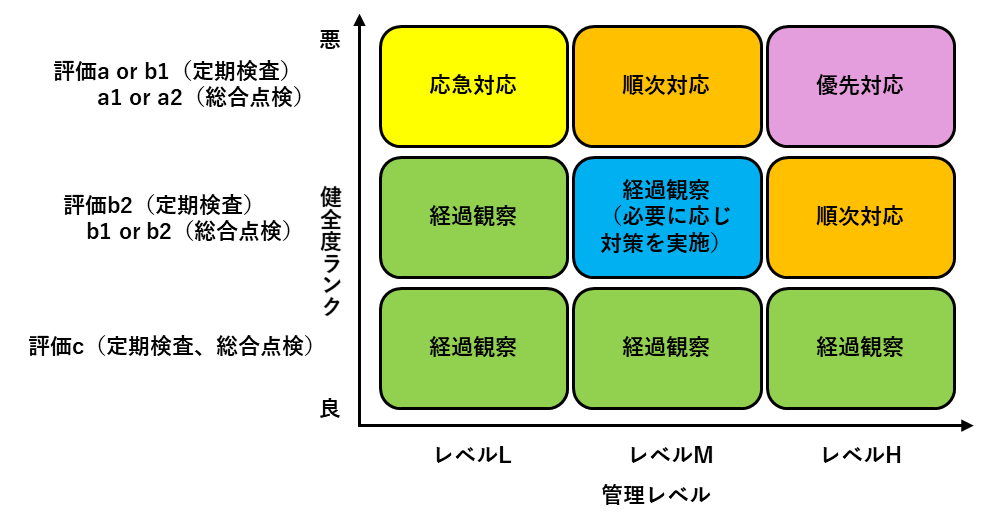 悪
評価a or b1（定期検査）
a1 or a2（総合点検）
応急対応
順次対応
優先対応
評価b2（定期検査）
b1 or b2（総合点検）
健全度ランク
経過観察
経過観察
（必要に応じ
対策を実施）
順次対応
評価c（定期検査、総合点検）
経過観察
経過観察
経過観察
良
レベルL
レベルM
レベルH
管理レベル